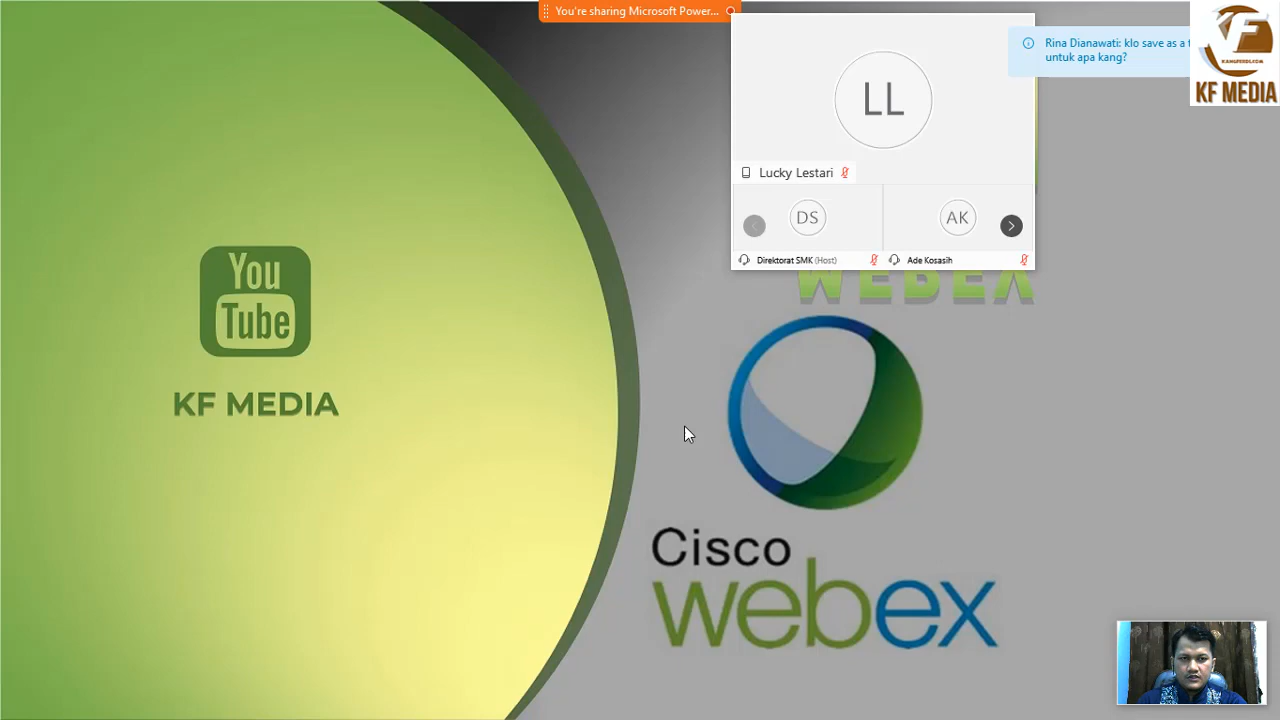 You're sharing Microsoft Power...
Rina Dianawati: klo save as a
untuk apa kang?
KF
KF MEDIA
LL
Lucky Lestari
DS
AK
Direktorat SMK (Host)
Ade Kosasih
WEBEX
You
Tube
KF MEDIA
Cisco
webex